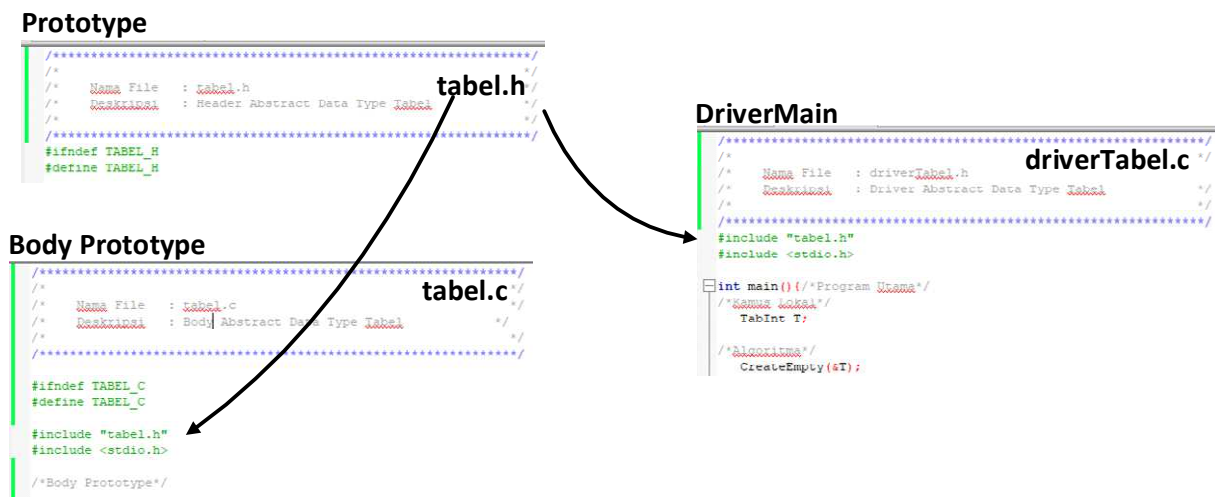 Prototype
/***************************************************************/
/* */
/* Nama File : tabel.h */
/* Deskripsi : Header Abstract Data Type Tabel */
/* */
/***************************************************************/
#ifndef TABEL_H
#define TABEL_H
tabel.h
Body Prototype
/***************************************************************/
/* */
/* Nama File : tabel.c */
/* Deskripsi : Body Abstract Data Type Tabel */
/* */
/***************************************************************/
tabel.c
#ifndef TABEL_C
#define TABEL_C
#include "tabel.h"
#include <stdio.h>
/*Body Prototype*/
DriverMain
/***************************************************************/
/* */
/* Nama File : driverTabel.h
/* Deskripsi : Driver Abstract Data Type Tabel */
/* */
/***************************************************************/
driverTabel.c
#include "tabel.h"
#include <stdio.h>
int main(){/*Program Utama*/
/*Kamus Lokal*/
TabInt T;
/*Algoritma*/
CreateEmpty(&T);